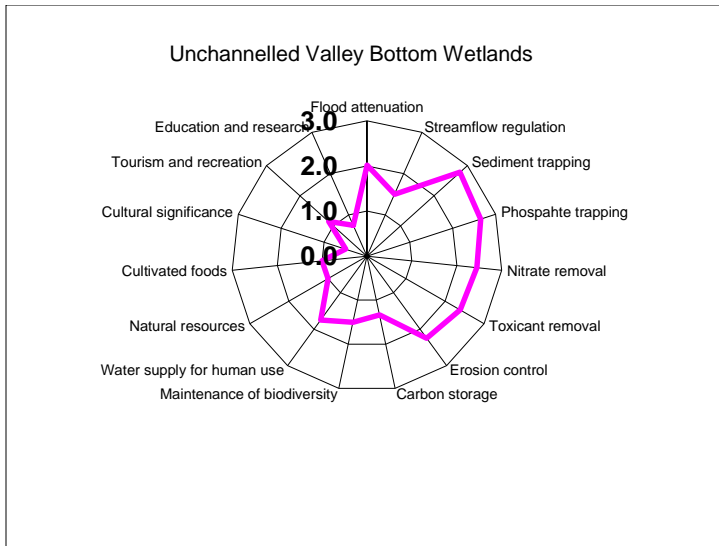 Unchannelled Valley Bottom Wetlands
Flood attenuation
3.0
Education and research
Streamflow regulation
Tourism and recreation
2.0
Sediment trapping
Cultural significance
1.0
Phospahte trapping
Cultivated foods
0.0
Nitrate removal
Natural resources
Toxicant removal
Water supply for human use
Erosion control
Maintenance of biodiversity
Carbon storage